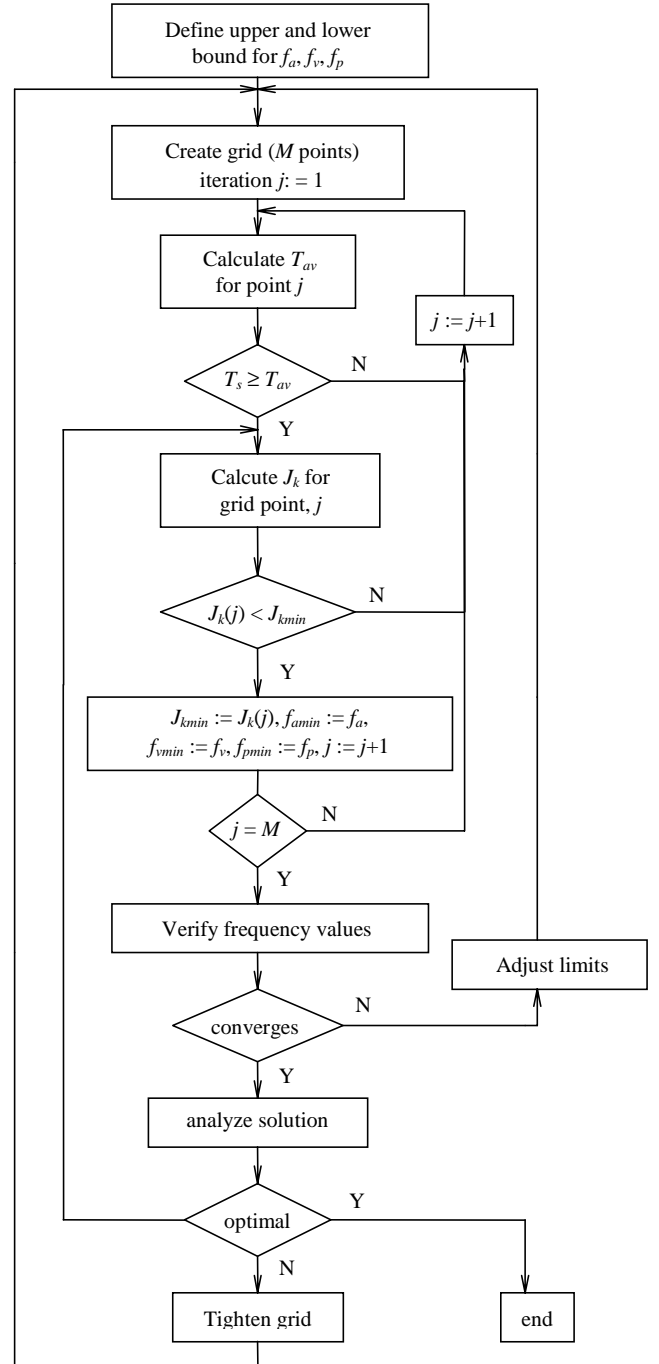 Define upper and lower
bound for f_a, f_v, f_p
Create grid (M points)
iteration j: = 1
Calculate T_av
for point j
j := j+1
T_s ≥ T_av
N
Y
Calcute J_k for
grid point, j
J_k(j) < J_kmin
N
Y
J_kmin := J_k(j), f_amin := f_a,
f_vmin := f_v, f_pmin := f_p, j := j+1
j = M
N
Y
Verify frequency values
Adjust limits
converges
N
Y
analyze solution
optimal
Y
N
Tighten grid
end